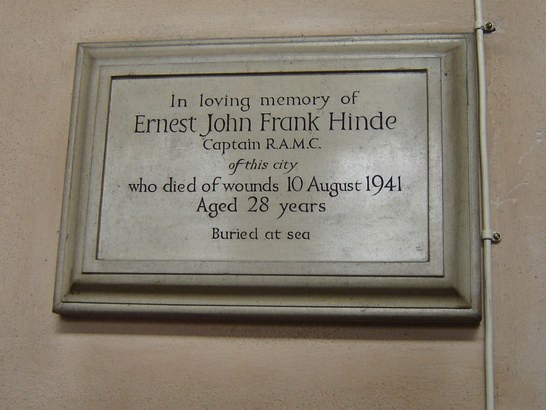 In loving memory of
Ernest John Frank Hinde
Captain R.A.M.C.
of this city
who died of wounds 10 August 1941
Aged 28 years
Buried at sea